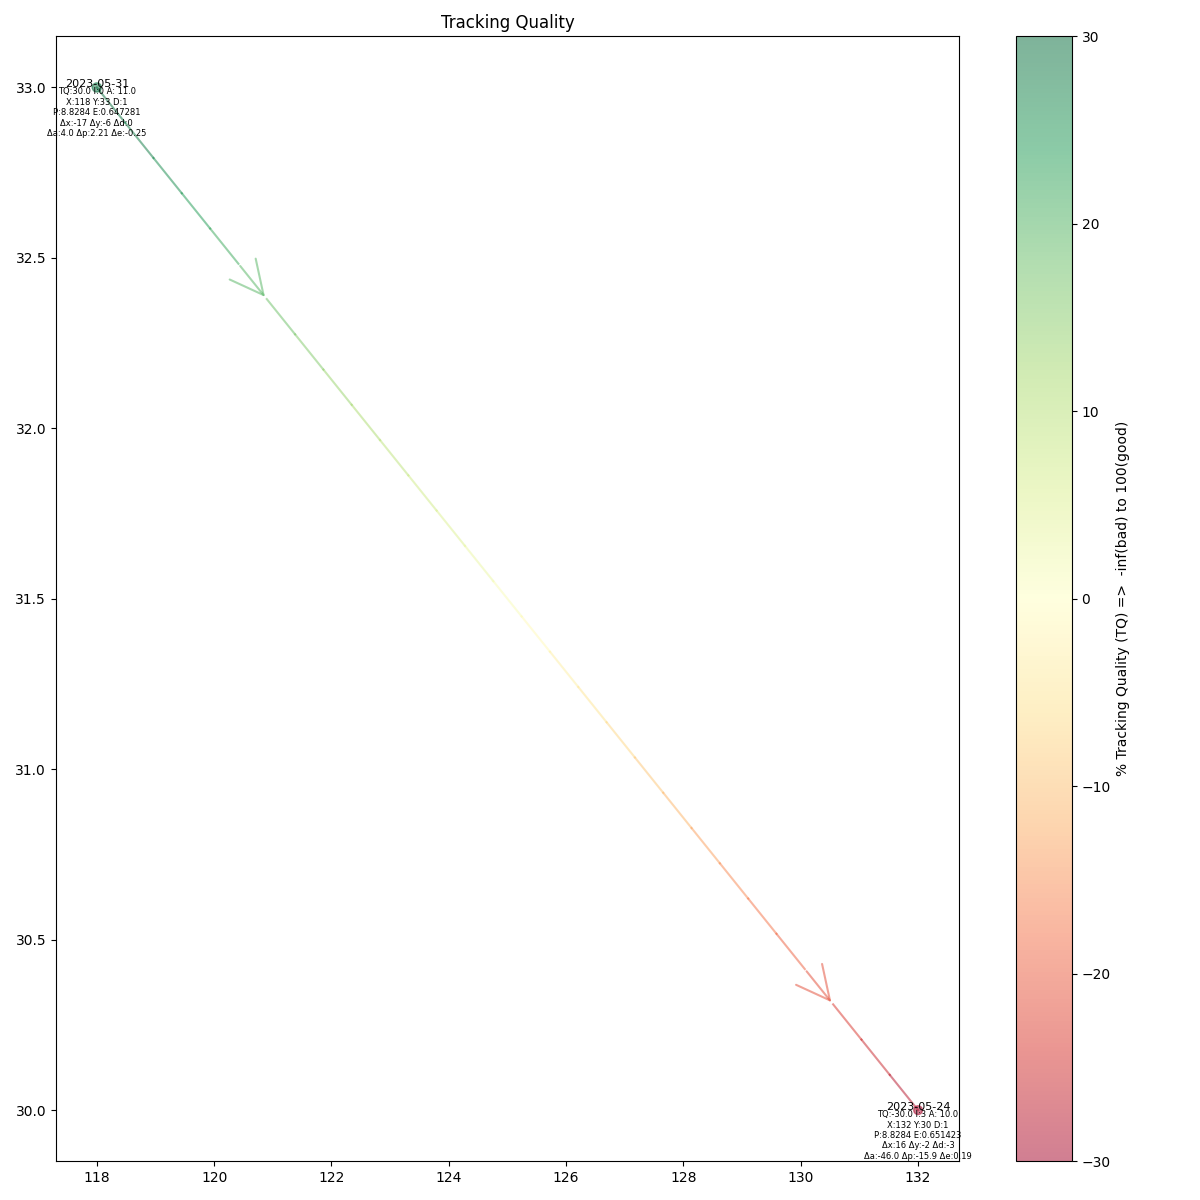 Tracking Quality
33.0
32.5
32.0
31.5
31.0
30.5
30.0
118
120
122
124
126
128
130
132
2023-05-31
TQ:30.0 A: 11.0
X:118 Y:33 D:1
P:8.8284 E:0.647281
Δx:-17 Δy:-6 Δd:0
Δa:4.0 Δp:2.21 Δe:-0.25
2023-05-24
TQ:-30.0 A: 10.0
X:132 Y:30 D:1
P:8.8284 E:0.651423
Δx:16 Δy:-2 Δd:-3
Δa:-46.0 Δp:-15.9 Δe:0.19
30
20
10
0
−10
−20
−30
% Tracking Quality (TQ) => -inf(bad) to 100(good)